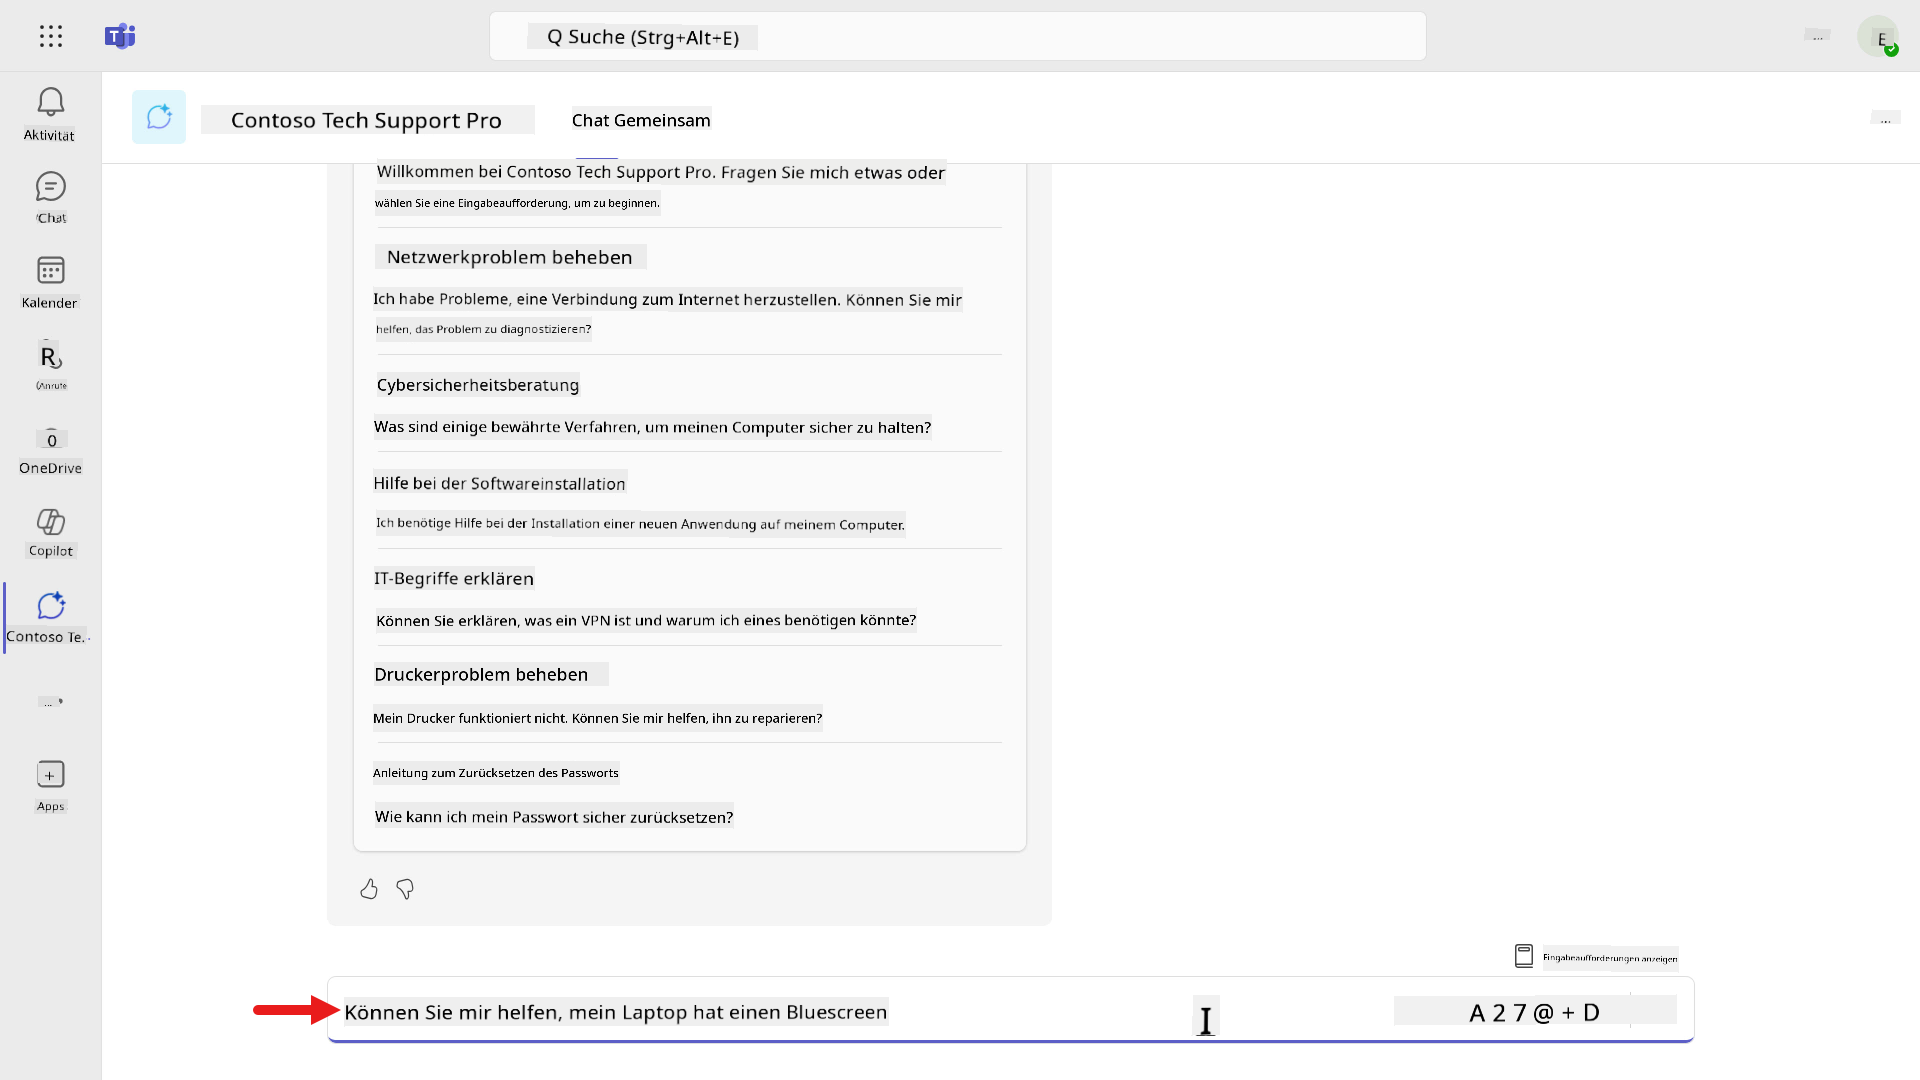 Q Suche (Strg+Alt+E)
...
E
Aktivität
Contoso Tech Support Pro
Chat Gemeinsam
...
Willkommen bei Contoso Tech Support Pro. Fragen Sie mich etwas oder
wählen Sie eine Eingabeaufforderung, um zu beginnen.
Chat
Netzwerkproblem beheben
Kalender
Ich habe Probleme, eine Verbindung zum Internet herzustellen. Können Sie mir
helfen, das Problem zu diagnostizieren?
R
Cybersicherheitsberatung
Was sind einige bewährte Verfahren, um meinen Computer sicher zu halten?
OneDrive
Hilfe bei der Softwareinstallation
Ich benötige Hilfe bei der Installation einer neuen Anwendung auf meinem Computer.
Copilot
IT-Begriffe erklären
Können Sie erklären, was ein VPN ist und warum ich eines benötigen könnte?
Contoso Te...
Druckerproblem beheben
Mein Drucker funktioniert nicht. Können Sie mir helfen, ihn zu reparieren?
...
Anleitung zum Zurücksetzen des Passworts
Wie kann ich mein Passwort sicher zurücksetzen?
+
Apps
Eingabeaufforderungen anzeigen
Können Sie mir helfen, mein Laptop hat einen Bluescreen
I
A 2 7 @ + D